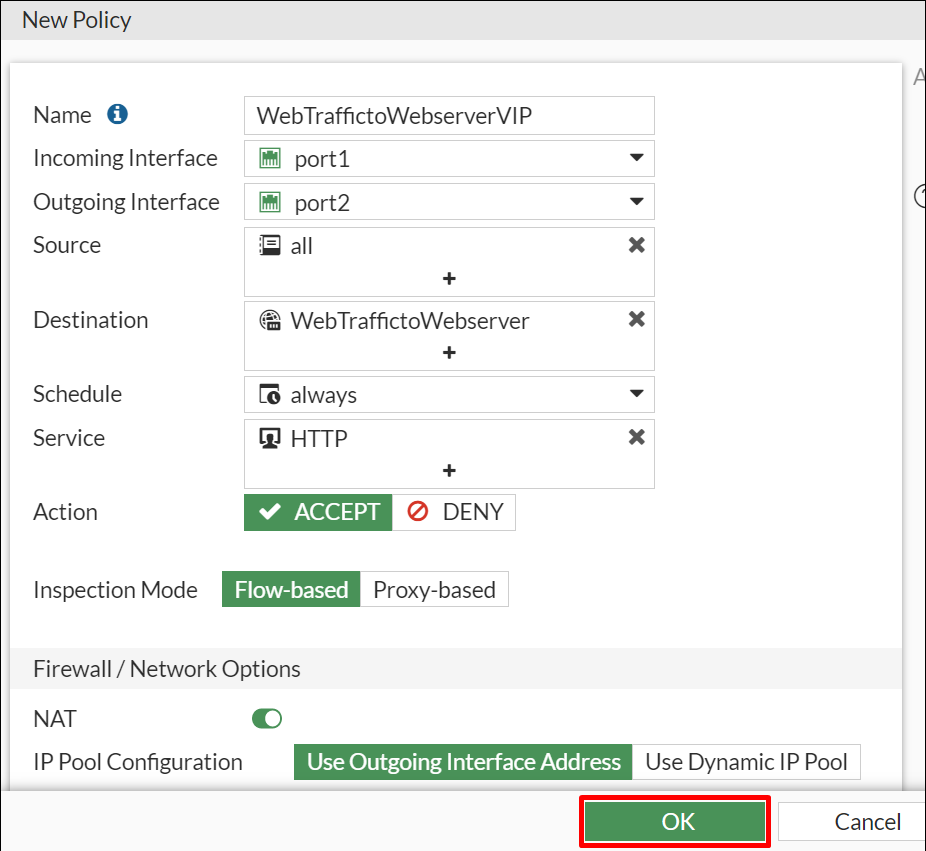 New Policy
Name
WebTraffictoWebserverVIP
Incoming Interface
port1
Outgoing Interface
port2
Source
all
+
Destination
WebTraffictoWebserver
+
Schedule
always
Service
HTTP
+
Action
ACCEPT DENY
Inspection Mode
Flow-based Proxy-based
Firewall / Network Options
NAT
IP Pool Configuration
Use Outgoing Interface Address Use Dynamic IP Pool
OK Cancel